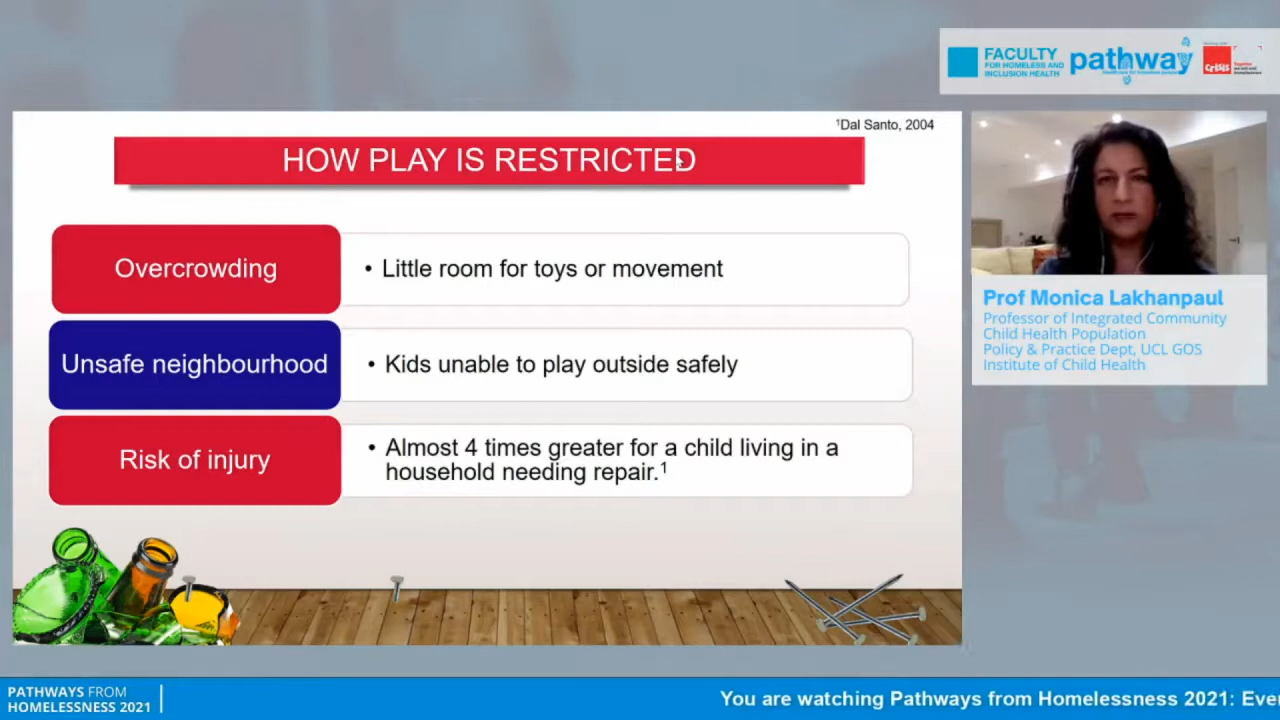 FACULTY
FOR HOMELESS AND
INCLUSION HEALTH
pathway
CRISIS
¹Dal Santo, 2004
HOW PLAY IS RESTRICTED
Overcrowding
• Little room for toys or movement
Unsafe neighbourhood
• Kids unable to play outside safely
Risk of injury
• Almost 4 times greater for a child living in a
household needing repair.¹
Prof Monica Lakhanpaul
Professor of Integrated Community
Child Health Population
Policy & Practice Dept, UCL GOS
Institute of Child Health
PATHWAYS FROM
HOMELESSNESS 2021
You are watching Pathways from Homelessness 2021: Eve